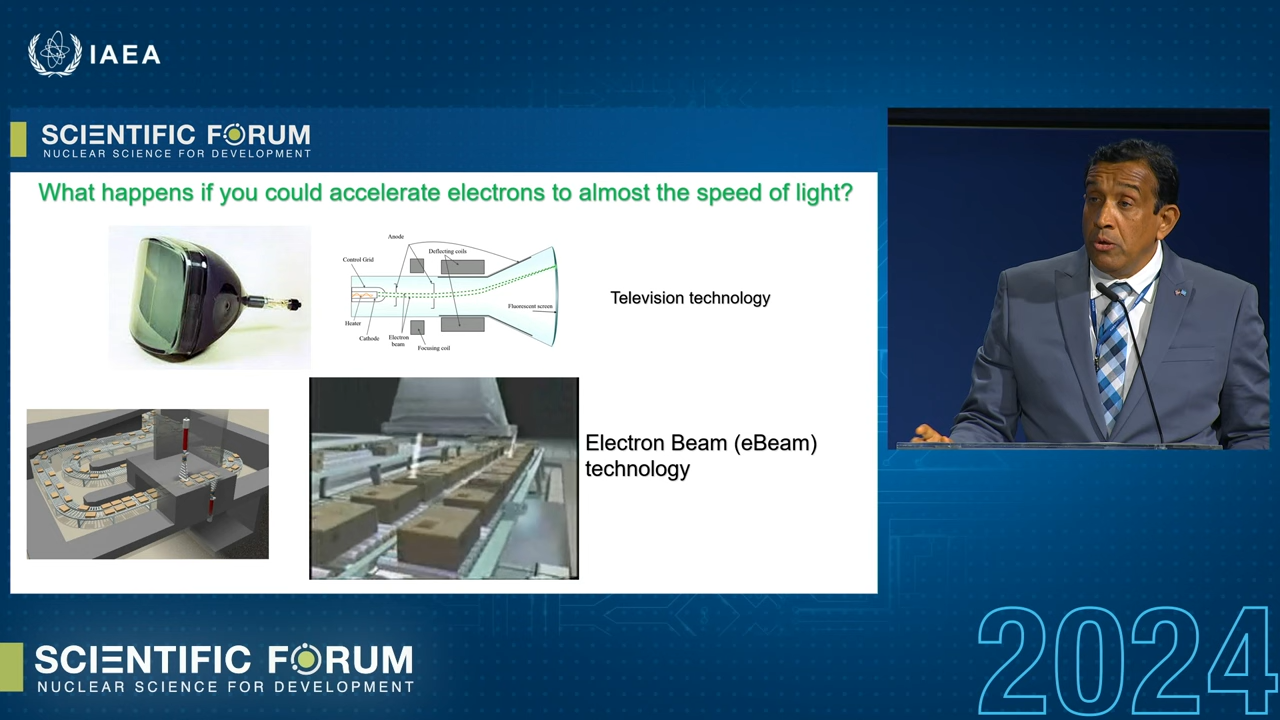 IAEA
SCIENTIFIC FORUM
NUCLEAR SCIENCE FOR DEVELOPMENT
What happens if you could accelerate electrons to almost the speed of light?
Anode
Deflecting coils
Control Grid
Fluorescent screen
Heater
Cathode
Electron
beam
Focusing coil
Television technology
Electron Beam (eBeam)
technology
SCIENTIFIC FORUM
NUCLEAR SCIENCE FOR DEVELOPMENT
2024